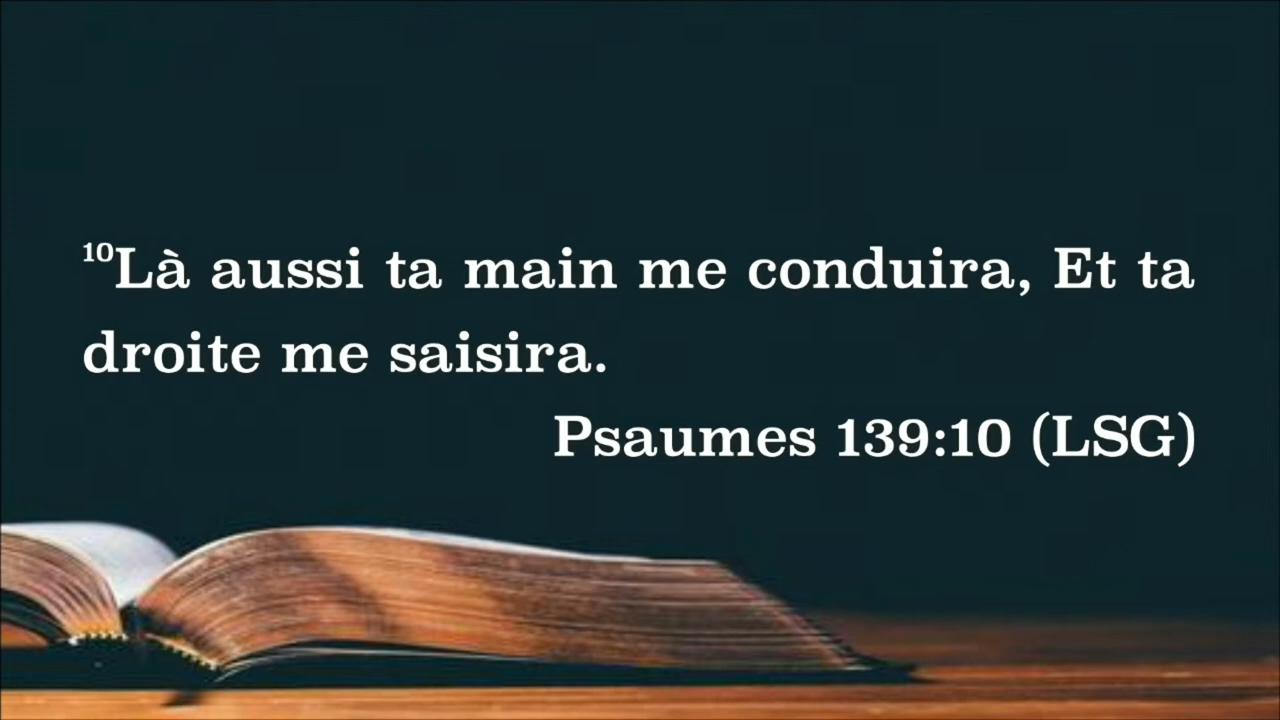 ¹⁰Là aussi ta main me conduira, Et ta
droite me saisira.
Psaumes 139:10 (LSG)